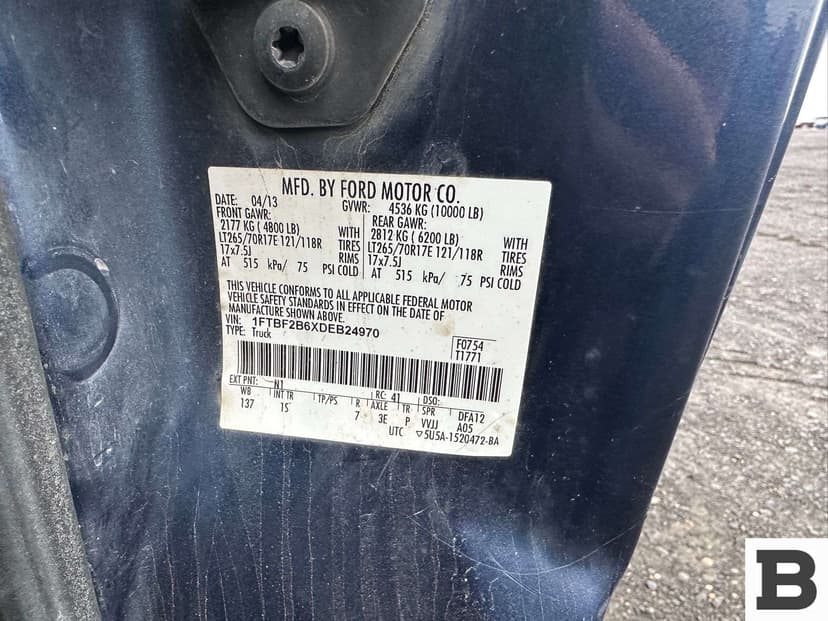 MFD. BY FORD MOTOR CO.
DATE: 04/13 GVWR: 4536 KG (10000 LB)
FRONT GAWR: REAR GAWR:
2177 KG ( 4800 LB) WITH 2812 KG ( 6200 LB) WITH
LT265/70R17E 121/118R TIRES LT265/70R17E 121/118R TIRES
17x7.5J RIMS 17x7.5J RIMS
AT 515 kPa/ 75 PSI COLD AT 515 kPa/ 75 PSI COLD
THIS VEHICLE CONFORMS TO ALL APPLICABLE FEDERAL MOTOR
VEHICLE SAFETY STANDARDS IN EFFECT ON THE DATE OF
MANUFACTURE SHOWN ABOVE.
VIN: 1FTBF2B6XDEB24970
TYPE: Truck
F0754
T1771
EXT PNT: N1 RC: 41 DSO:
WB INT TR TP/PS R AXLE TR SPR DFA12
137 1S 7 3E P VVJJ A05
UTC ▽5U5A-1520472-BA
B